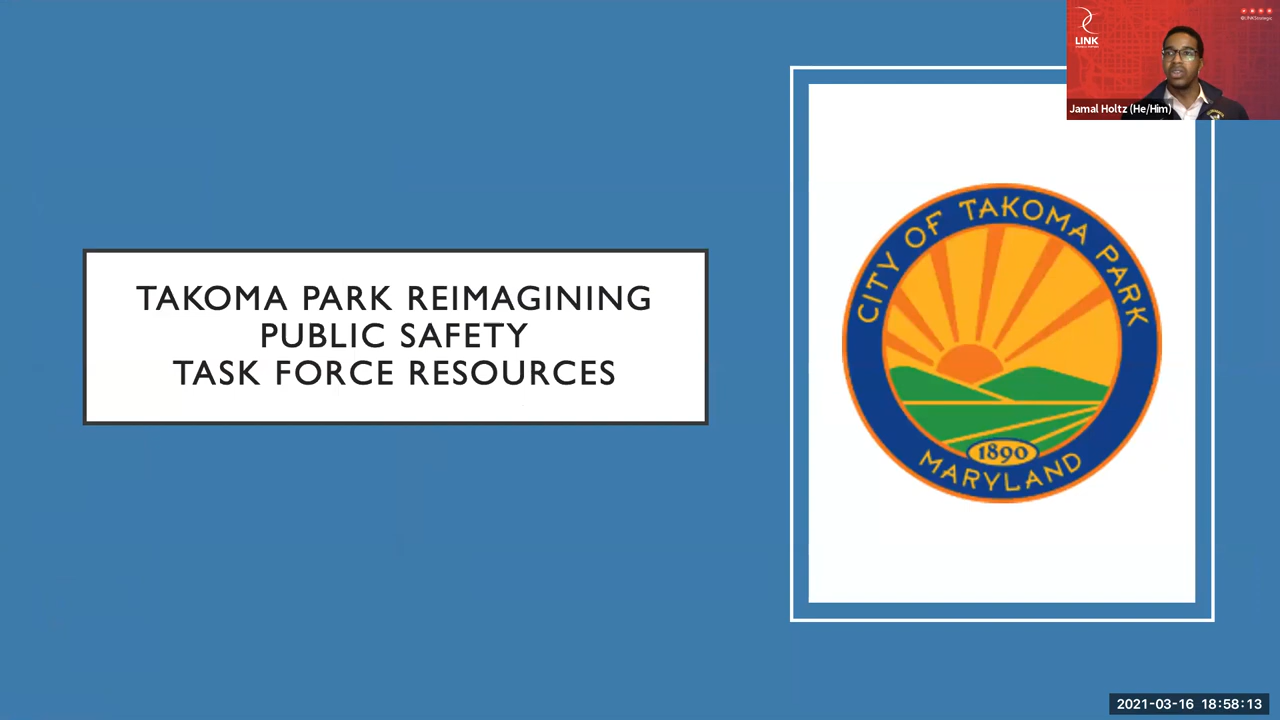 TAKOMA PARK REIMAGINING
PUBLIC SAFETY
TASK FORCE RESOURCES
CITY OF TAKOMA PARK
1890
MARYLAND
LINK
@LINKStrategic
Jamal Holtz (He/Him)
2021-03-16 18:58:13